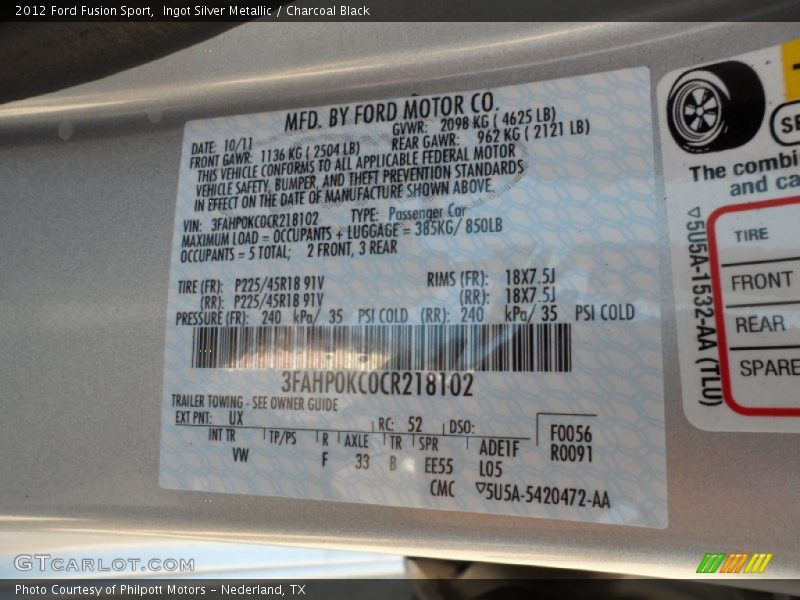 2012 Ford Fusion Sport,  Ingot Silver Metallic / Charcoal Black
MFD. BY FORD MOTOR CO.
DATE: 10/11 GVWR: 2098 KG ( 4625 LB)
FRONT GAWR: 1136 KG ( 2504 LB) REAR GAWR: 962 KG ( 2121 LB)
THIS VEHICLE CONFORMS TO ALL APPLICABLE FEDERAL MOTOR
VEHICLE SAFETY, BUMPER, AND THEFT PREVENTION STANDARDS
IN EFFECT ON THE DATE OF MANUFACTURE SHOWN ABOVE.
VIN: 3FAHP0KC0CR218102 TYPE: Passenger Car
MAXIMUM LOAD = OCCUPANTS + LUGGAGE = 385KG/ 850LB
OCCUPANTS = 5 TOTAL; 2 FRONT, 3 REAR
TIRE (FR): P225/45R18 91V RIMS (FR): 18X7.5J
(RR): P225/45R18 91V (RR): 18X7.5J
PRESSURE (FR): 240 kPa/ 35 PSI COLD (RR): 240 kPa/ 35 PSI COLD
3FAHP0KC0CR218102
TRAILER TOWING - SEE OWNER GUIDE
EXT PNT: UX RC: 52 DSO:
INT TR TP/PS R AXLE TR SPR ADE1F F0056
VW F 33 B EE55 L05 R0091
CMC ▽5U5A-5420472-AA
The combi
and ca
TIRE
FRONT
REAR
SPARE
▽5U5A-1532-AA (TLU)
GTCARLOT.COM
Photo Courtesy of Philpott Motors - Nederland, TX